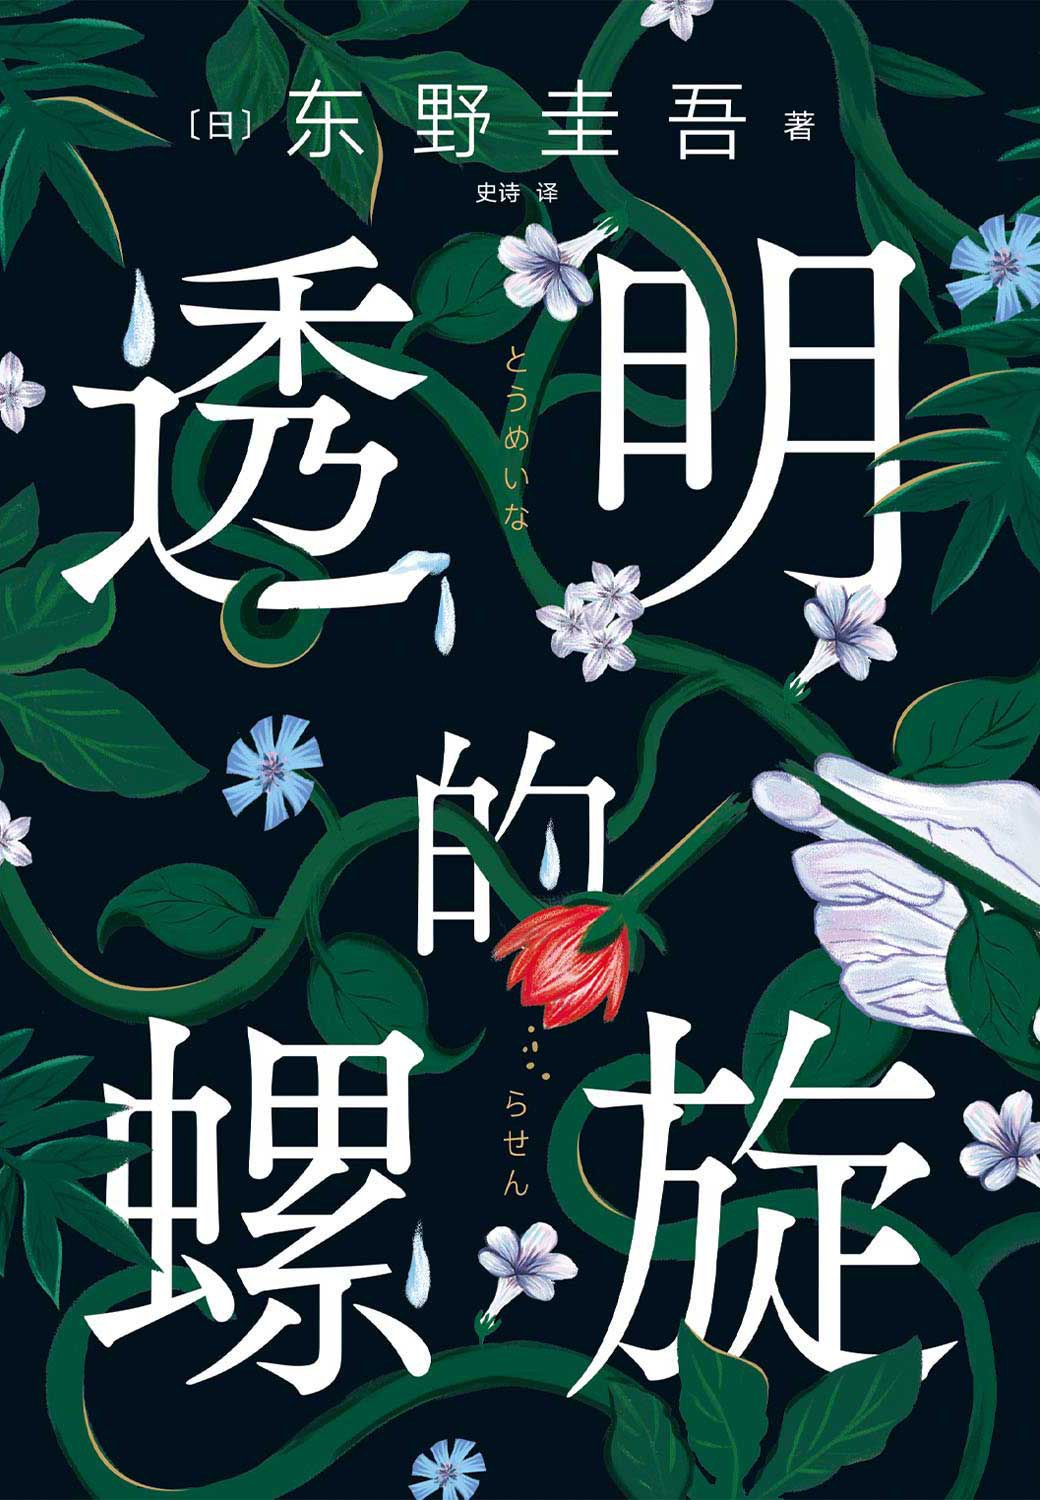 〔日〕东野圭吾 著
史诗 译
透明
とうめいな
的
螺旋
らせん